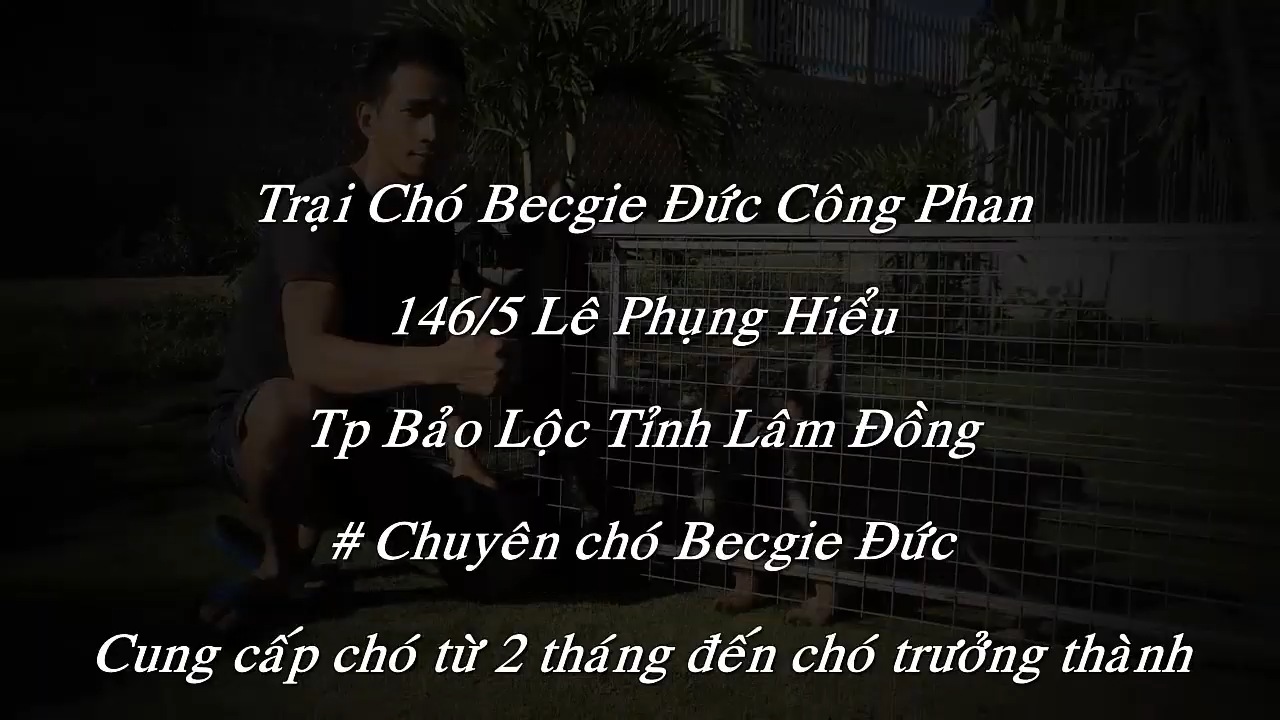 Trại Chó Becgie Đức Công Phan
146/5 Lê Phụng Hiểu
Tp Bảo Lộc Tỉnh Lâm Đồng
# Chuyên chó Becgie Đức
Cung cấp chó từ 2 tháng đến chó trưởng thành